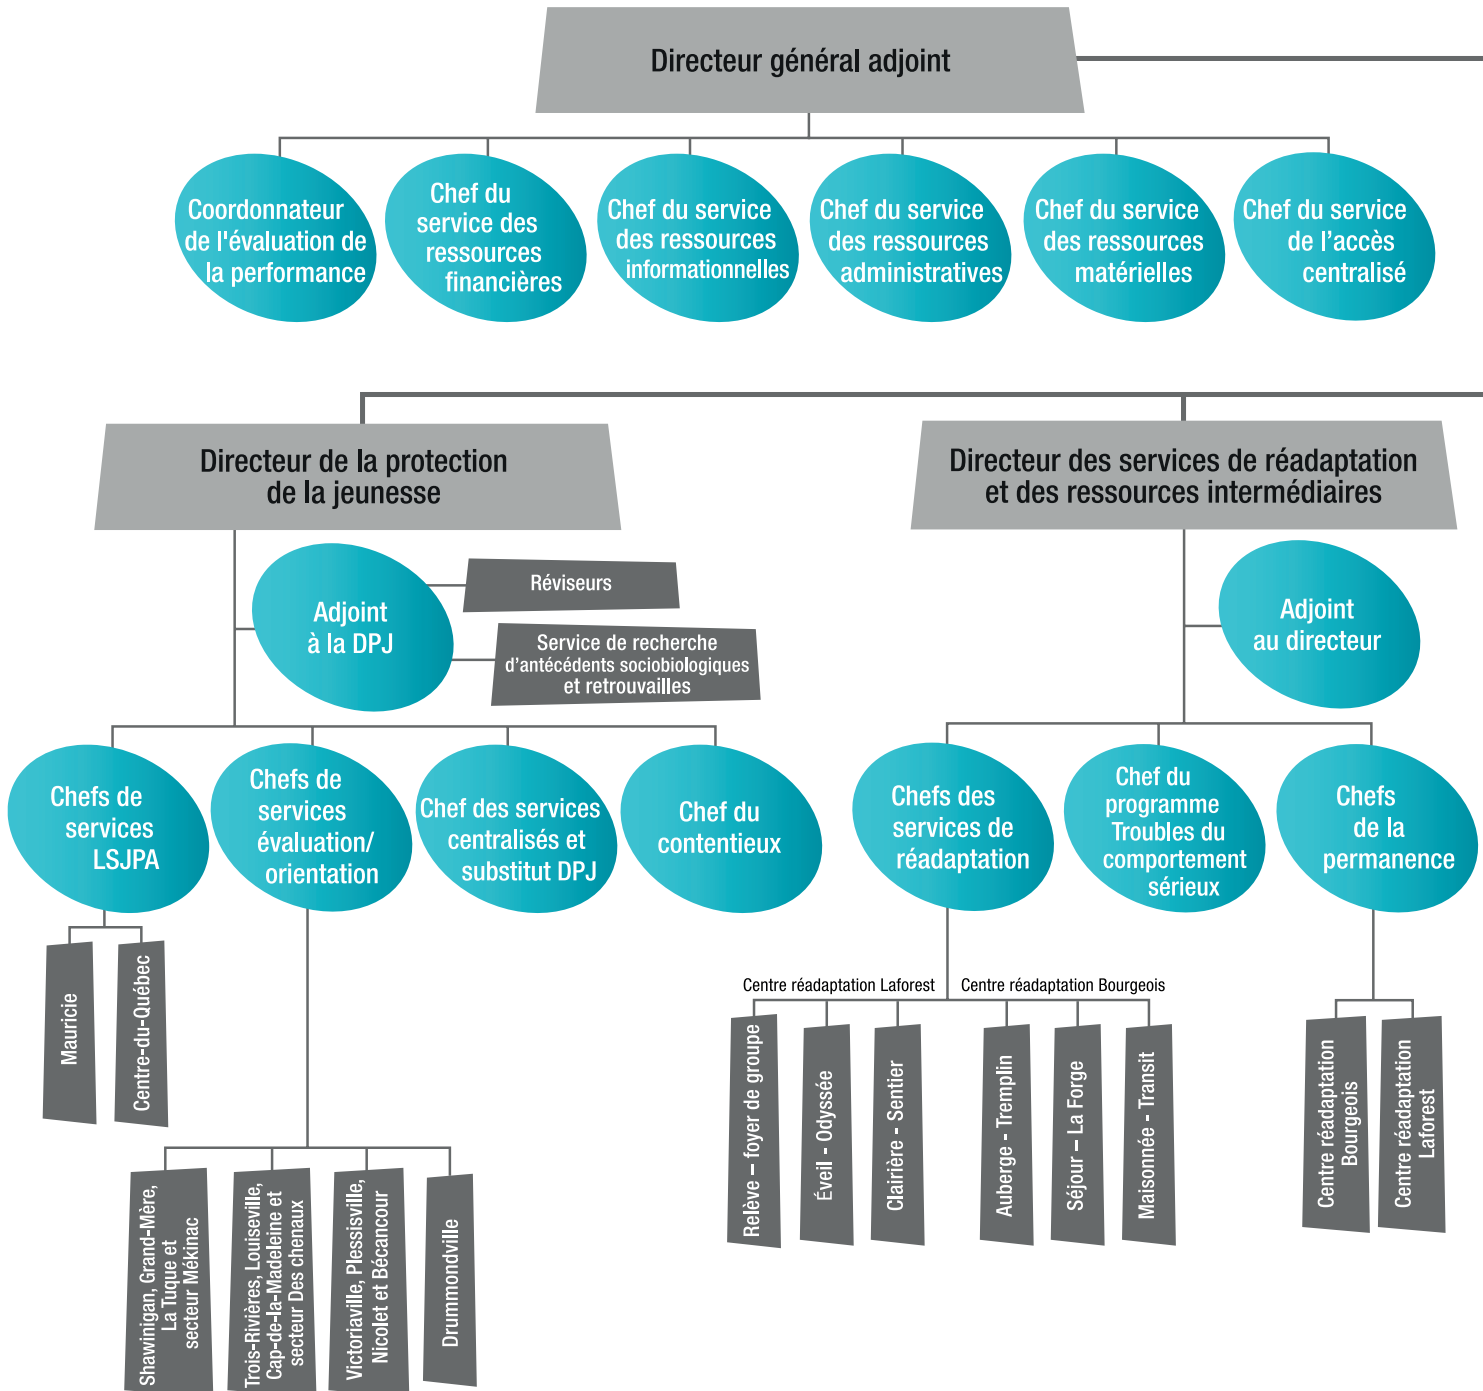 Directeur général adjoint
Coordonnateur
de l'évaluation de
la performance
Chef du
service des
ressources
financières
Chef du service
des ressources
informationnelles
Chef du service
des ressources
administratives
Chef du service
des ressources
matérielles
Chef du service
de l’accès
centralisé
Directeur de la protection
de la jeunesse
Directeur des services de réadaptation
et des ressources intermédiaires
Adjoint
à la DPJ
Réviseurs
Service de recherche
d’antécédents sociobiologiques
et retrouvailles
Adjoint
au directeur
Chefs de
services
LSJPA
Chefs de
services
évaluation/
orientation
Chef des services
centralisés et
substitut DPJ
Chef du
contentieux
Chefs des
services de
réadaptation
Chef du
programme
Troubles du
comportement
sérieux
Chefs
de la
permanence
Mauricie
Centre-du-Québec
Centre réadaptation Laforest
Centre réadaptation Bourgeois
Relève – foyer de groupe
Éveil - Odyssée
Clairière - Sentier
Auberge - Tremplin
Séjour – La Forge
Maisonnée - Transit
Centre réadaptation
Bourgeois
Centre réadaptation
Laforest
Shawinigan, Grand-Mère,
La Tuque et
secteur Mékinac
Trois-Rivières, Louiseville,
Cap-de-la-Madeleine et
secteur Des chenaux
Victoriaville, Plessisville,
Nicolet et Bécancour
Drummondville